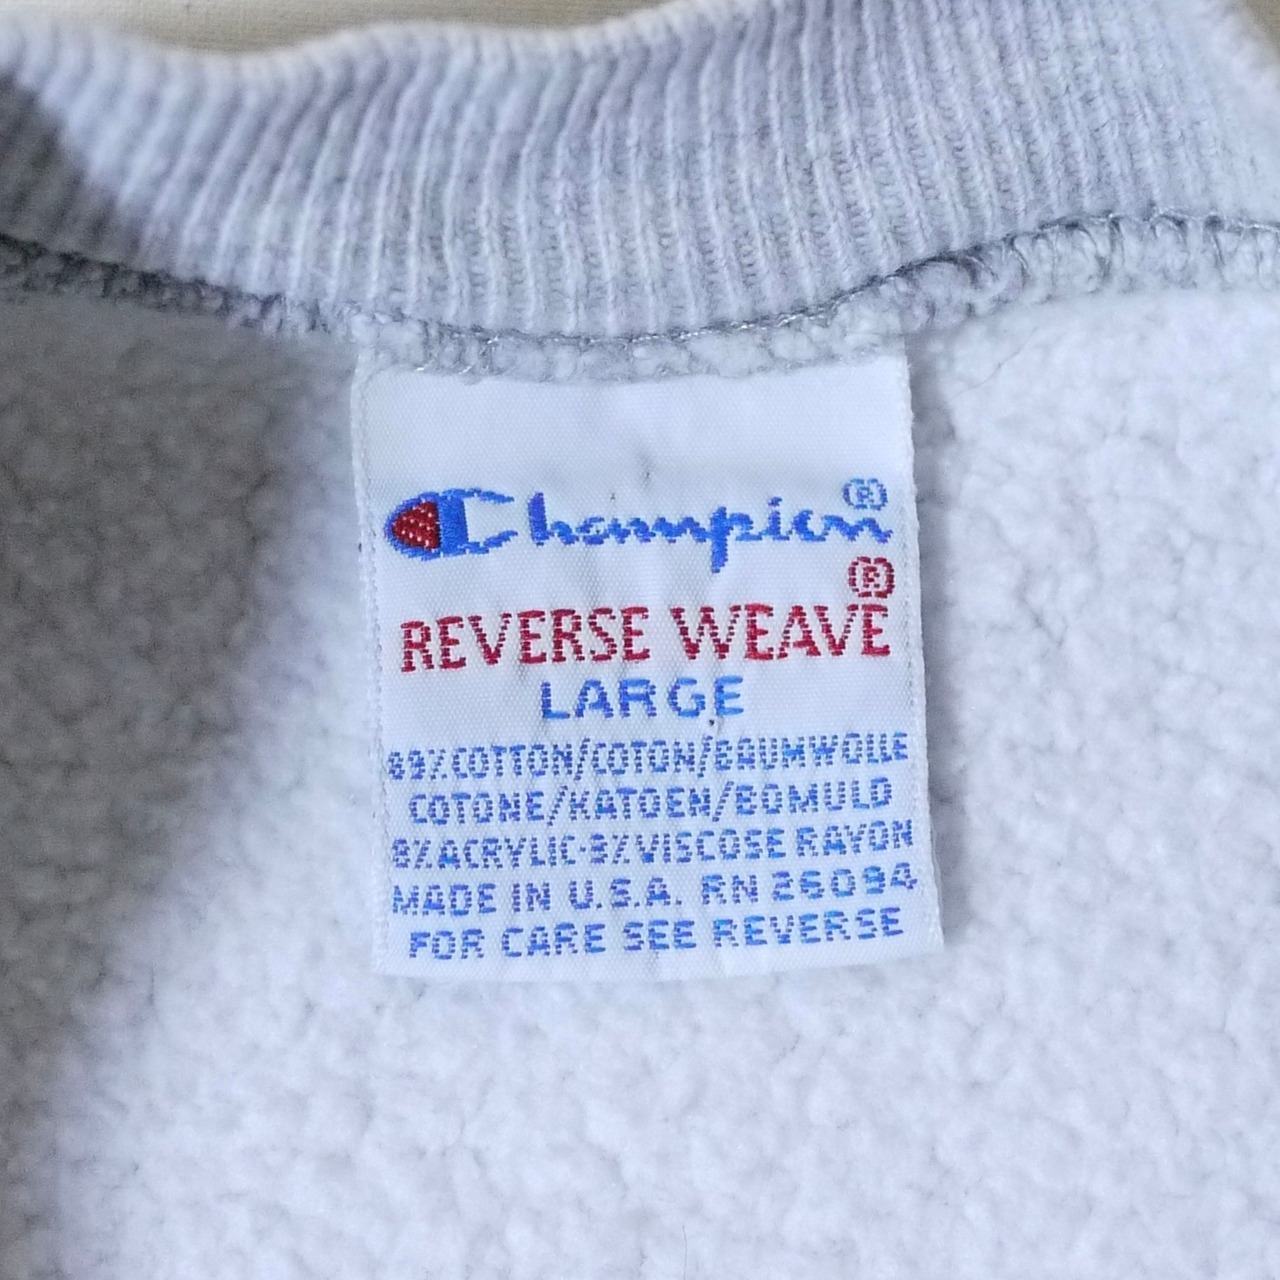 Champion®
®
REVERSE WEAVE
LARGE
89%COTTON/COTON/BAUMWOLLE
COTONE/KATOEN/BOMULD
8%ACRYLIC·3%VISCOSE RAYON
MADE IN U.S.A. RN 26094
FOR CARE SEE REVERSE